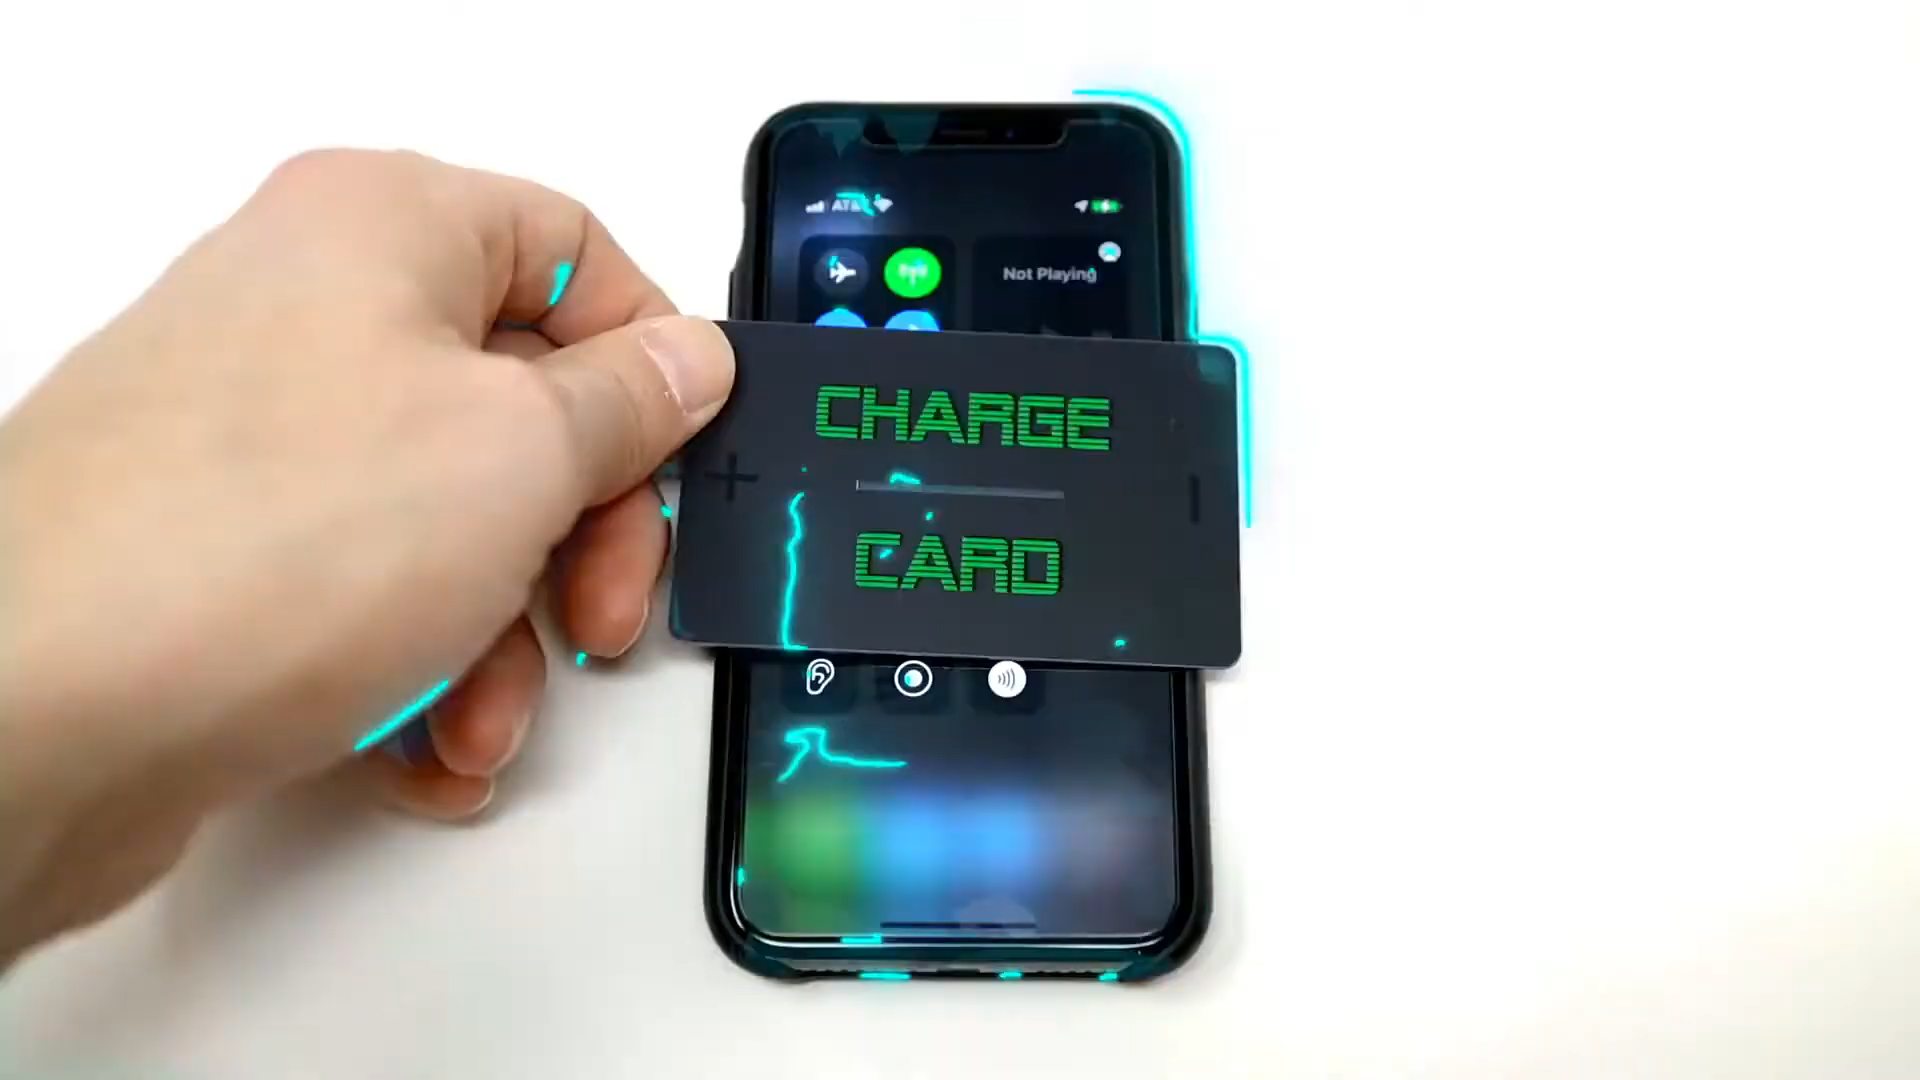 AT&T
Not Playing
CHARGE
+ -
CARD